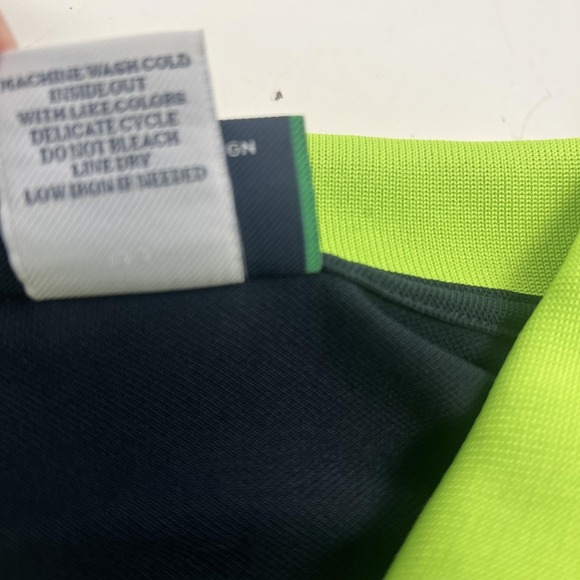 MACHINE WASH COLD
INSIDE OUT
WITH LIKE COLORS
DELICATE CYCLE
DO NOT BLEACH
LINE DRY
LOW IRON IF NEEDED